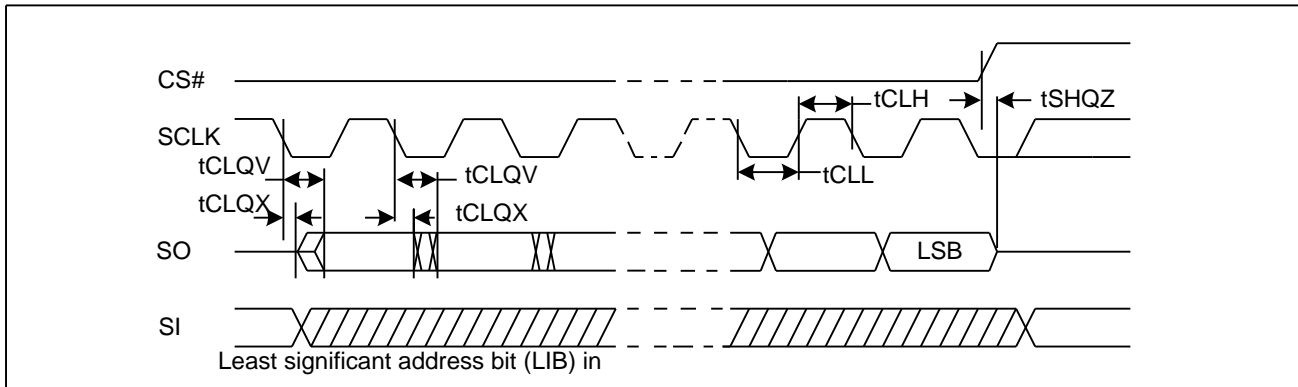 CS#
tCLH
tSHQZ
SCLK
tCLQV
tCLQV
tCLL
tCLQX
tCLQX
SO
LSB
SI
Least significant address bit (LIB) in